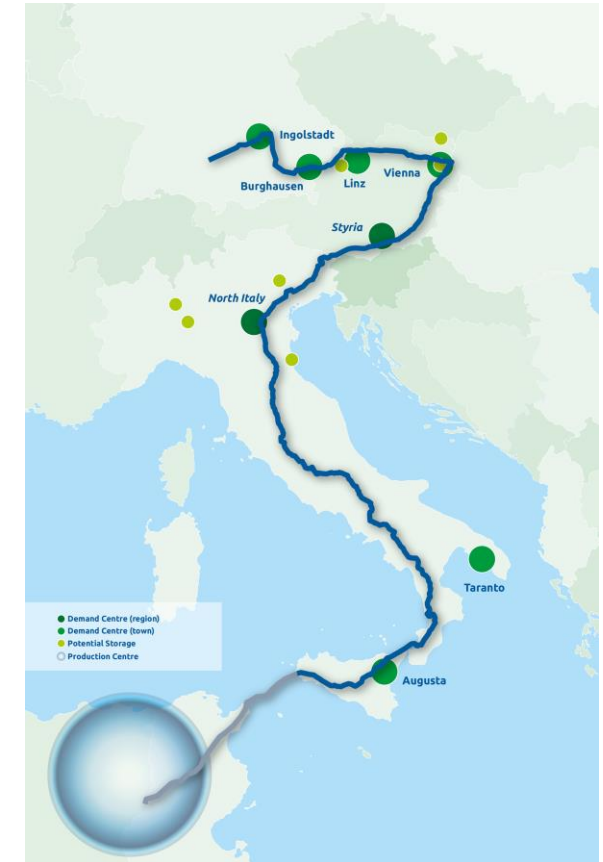 Ingolstadt
Burghausen
Linz
Vienna
Styria
North Italy
Taranto
Demand Centre (region)
Demand Centre (town)
Potential Storage
Production Centre
Augusta